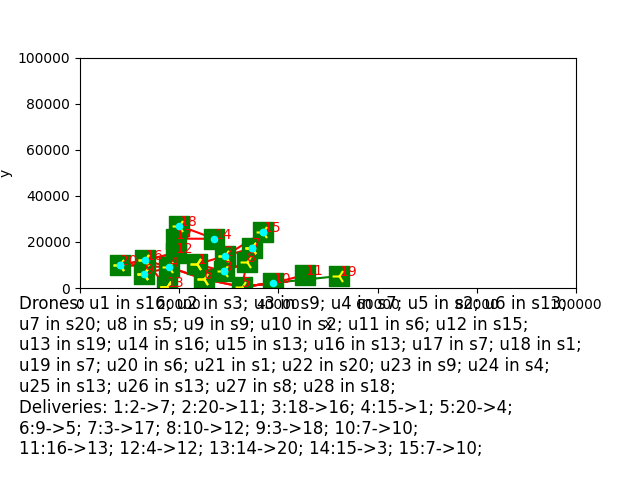 100000
80000
60000
40000
20000
0
y
Drones: u1 in s16; u2 in s3; u3 in s9; u4 in s7; u5 in s2; u6 in s13;
u7 in s20; u8 in s5; u9 in s9; u10 in s2; u11 in s6; u12 in s15;
u13 in s19; u14 in s16; u15 in s13; u16 in s13; u17 in s7; u18 in s1;
u19 in s7; u20 in s6; u21 in s1; u22 in s20; u23 in s9; u24 in s4;
u25 in s13; u26 in s13; u27 in s8; u28 in s18;
Deliveries: 1:2->7; 2:20->11; 3:18->16; 4:15->1; 5:20->4;
6:9->5; 7:3->17; 8:10->12; 9:3->18; 10:7->10;
11:16->13; 12:4->12; 13:14->20; 14:15->3; 15:7->10;